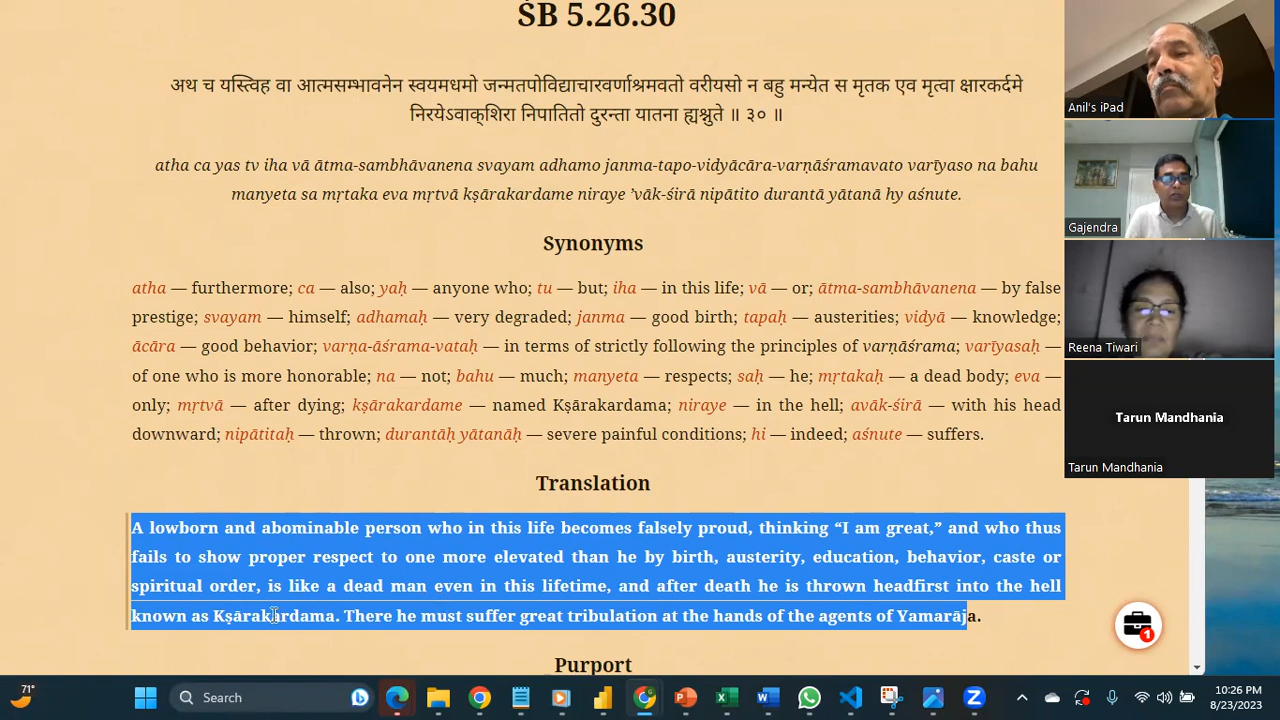 ŚB 5.26.30
अथ च यस्त्विह वा आत्मसम्भावनेन स्वयमधमो जन्मतपोविद्याचारवर्णाश्रमवतो वरीयसो न बहु मन्येत स मृतक एव मृत्वा क्षारकर्दमे
निरयेऽवाक्‌शिरा निपातितो दुरन्ता यातना ह्यश्नुते ॥ ३० ॥
atha ca yas tv iha vā ātma-sambhāvanena svayam adhamo janma-tapo-vidyācāra-varṇāśramavato varīyaso na bahu
manyeta sa mṛtaka eva mṛtvā kṣārakardame niraye ’vāk-śirā nipātito durantā yātanā hy aśnute.
Synonyms
atha — furthermore; ca — also; yaḥ — anyone who; tu — but; iha — in this life; vā — or; ātma-sambhāvanena — by false
prestige; svayam — himself; adhamaḥ — very degraded; janma — good birth; tapaḥ — austerities; vidyā — knowledge;
ācāra — good behavior; varṇa-āśrama-vataḥ — in terms of strictly following the principles of varṇāśrama; varīyasaḥ —
of one who is more honorable; na — not; bahu — much; manyeta — respects; saḥ — he; mṛtakaḥ — a dead body; eva —
only; mṛtvā — after dying; kṣārakardame — named Kṣārakardama; niraye — in the hell; avāk-śirā — with his head
downward; nipātitaḥ — thrown; durantāḥ yātanāḥ — severe painful conditions; hi — indeed; aśnute — suffers.
Translation
A lowborn and abominable person who in this life becomes falsely proud, thinking “I am great,” and who thus
fails to show proper respect to one more elevated than he by birth, austerity, education, behavior, caste or
spiritual order, is like a dead man even in this lifetime, and after death he is thrown headfirst into the hell
known as Kṣārakardama. There he must suffer great tribulation at the hands of the agents of Yamarāja.
Purport
Anil's iPad
Gajendra
Reena Tiwari
Tarun Mandhania
Tarun Mandhania
1
71°
Search
10:26 PM
8/23/2023